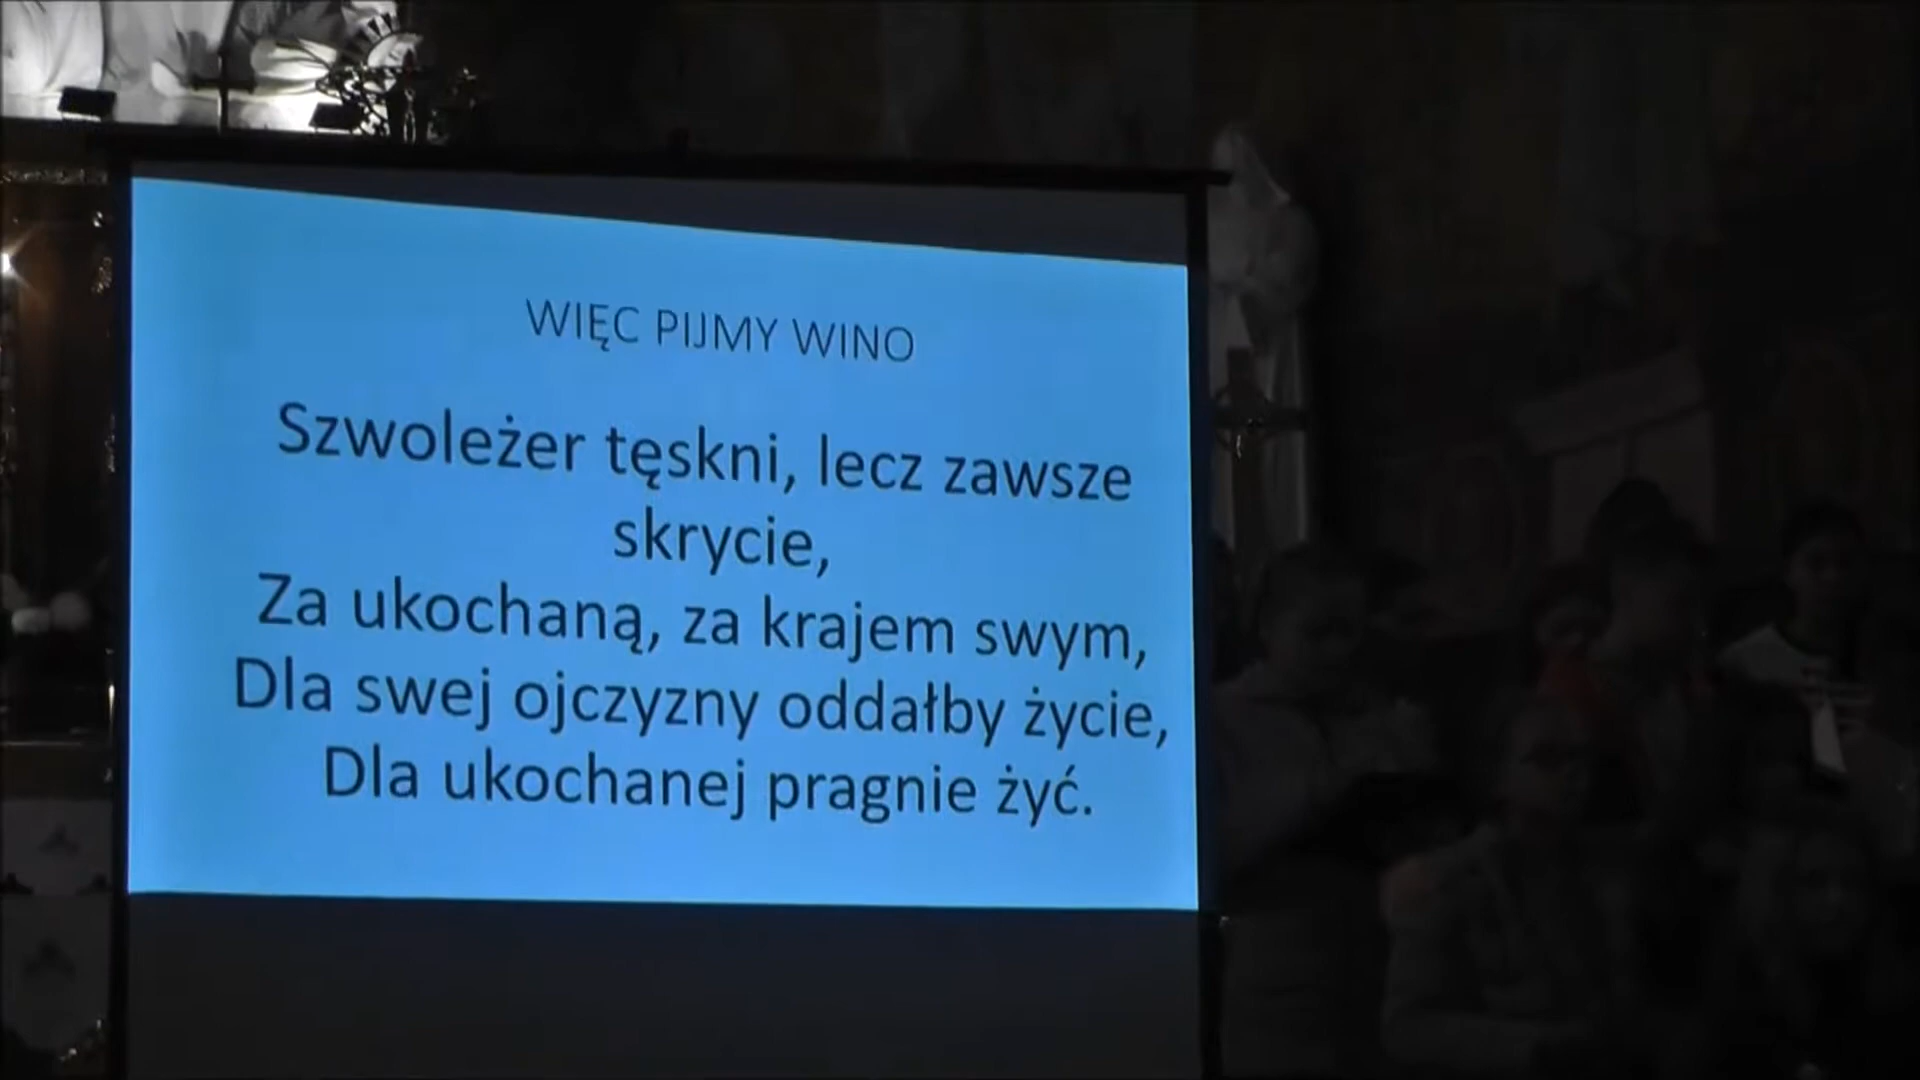 WIĘC PIJMY WINO
Szwoleżer tęskni, lecz zawsze
skrycie,
Za ukochaną, za krajem swym,
Dla swej ojczyzny oddałby życie,
Dla ukochanej pragnie żyć.